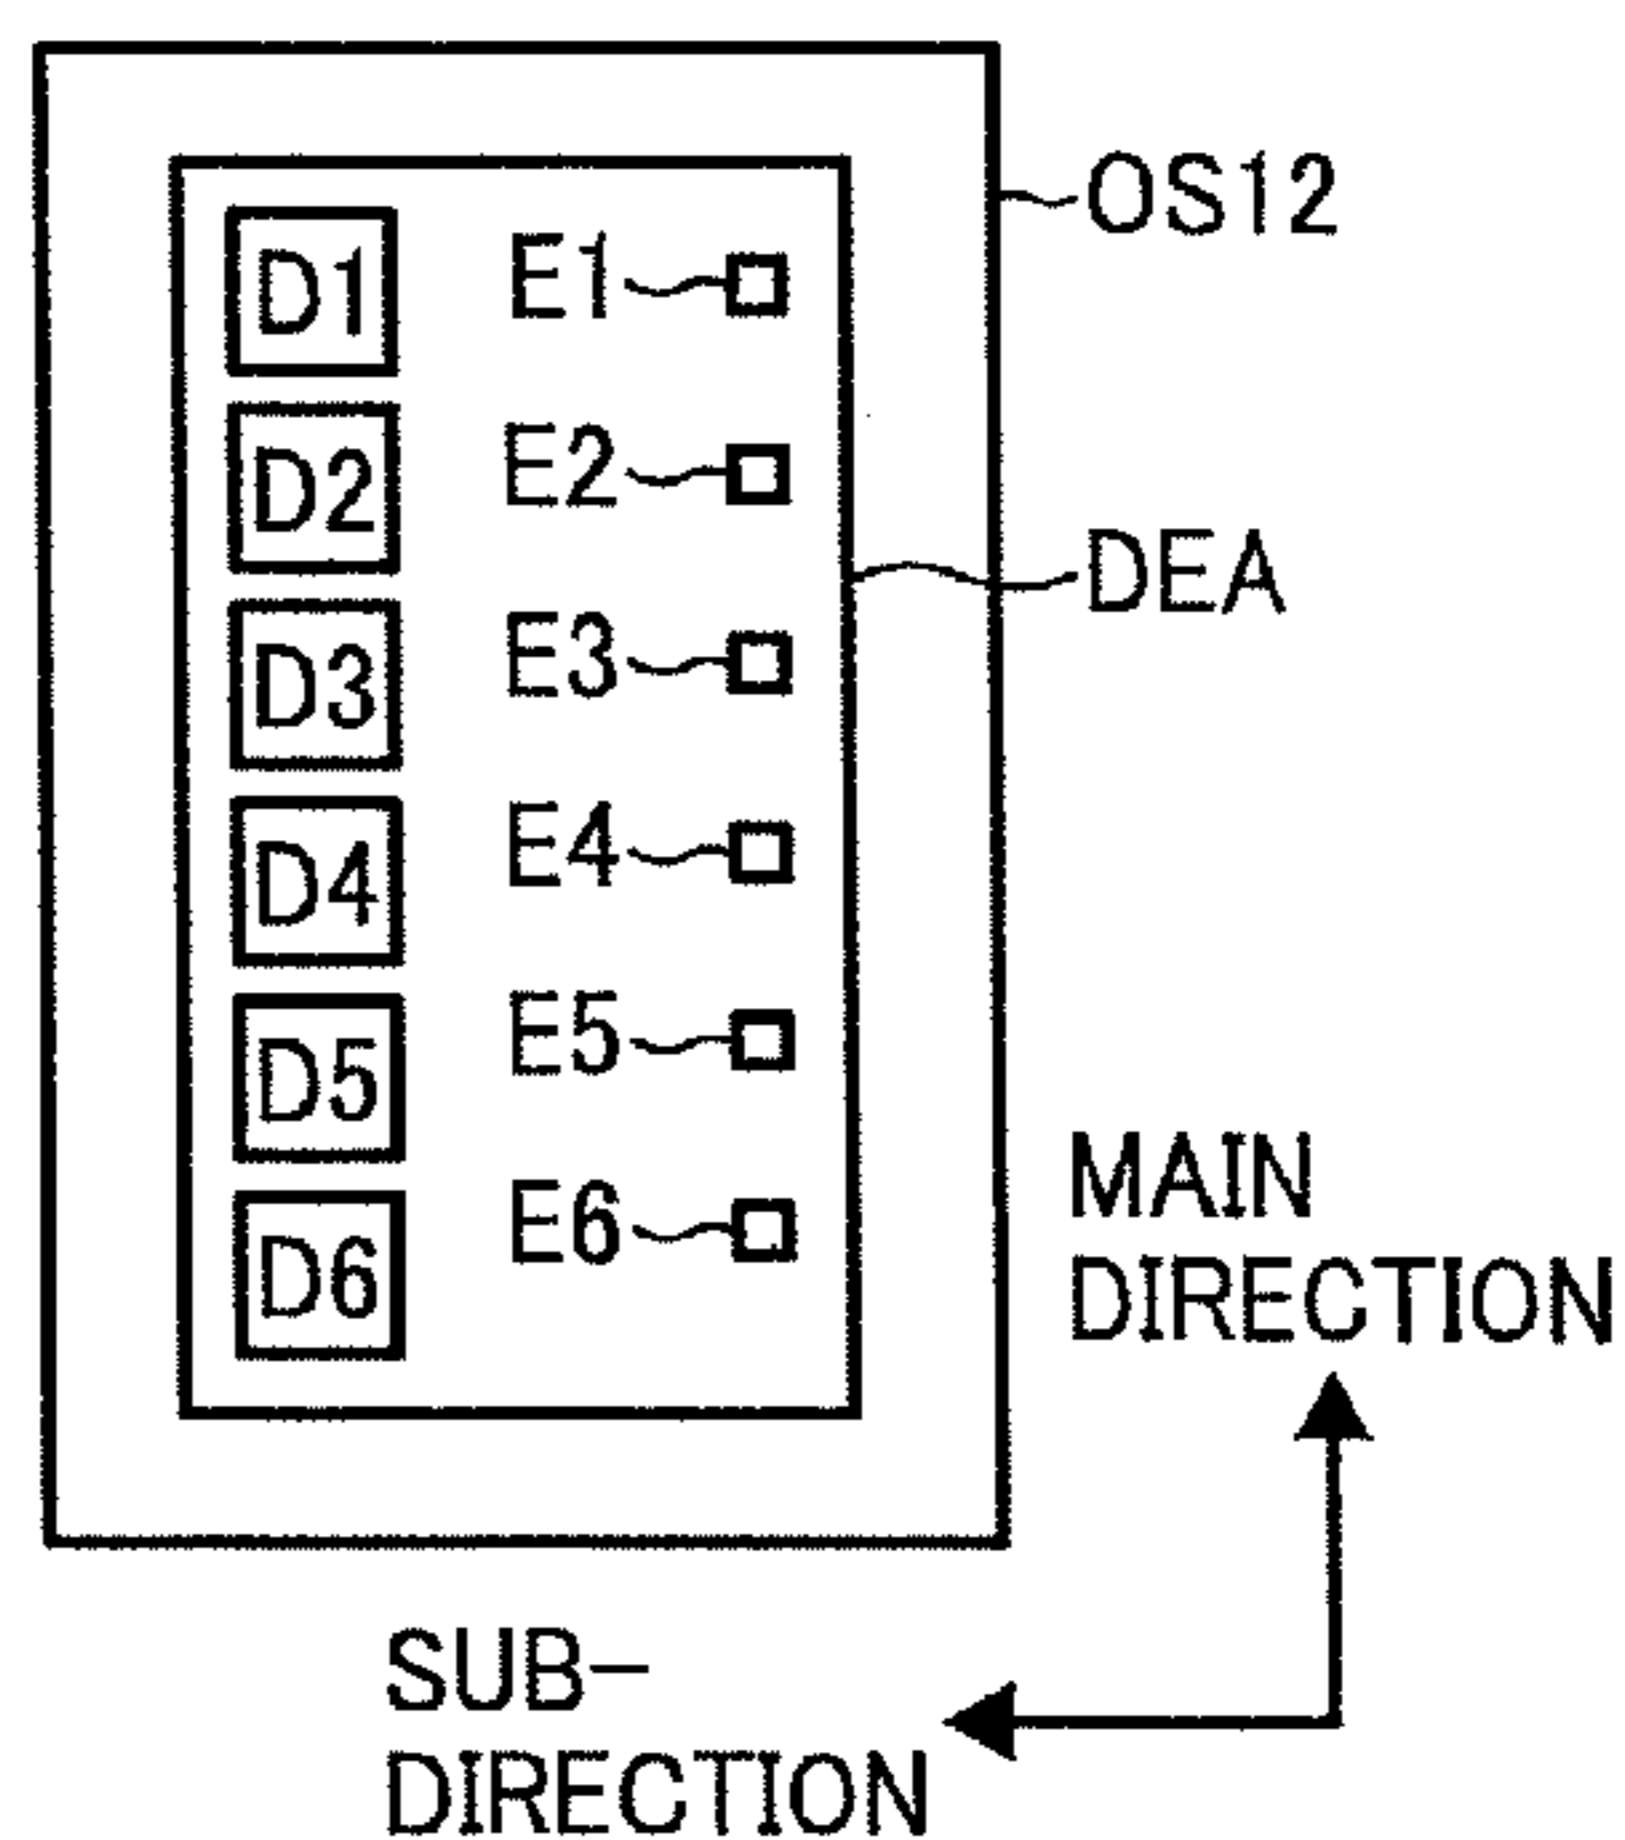 OS12
D1
E1
D2
E2
DEA
D3
E3
D4
E4
D5
E5
D6
E6
MAIN
DIRECTION
SUB-
DIRECTION